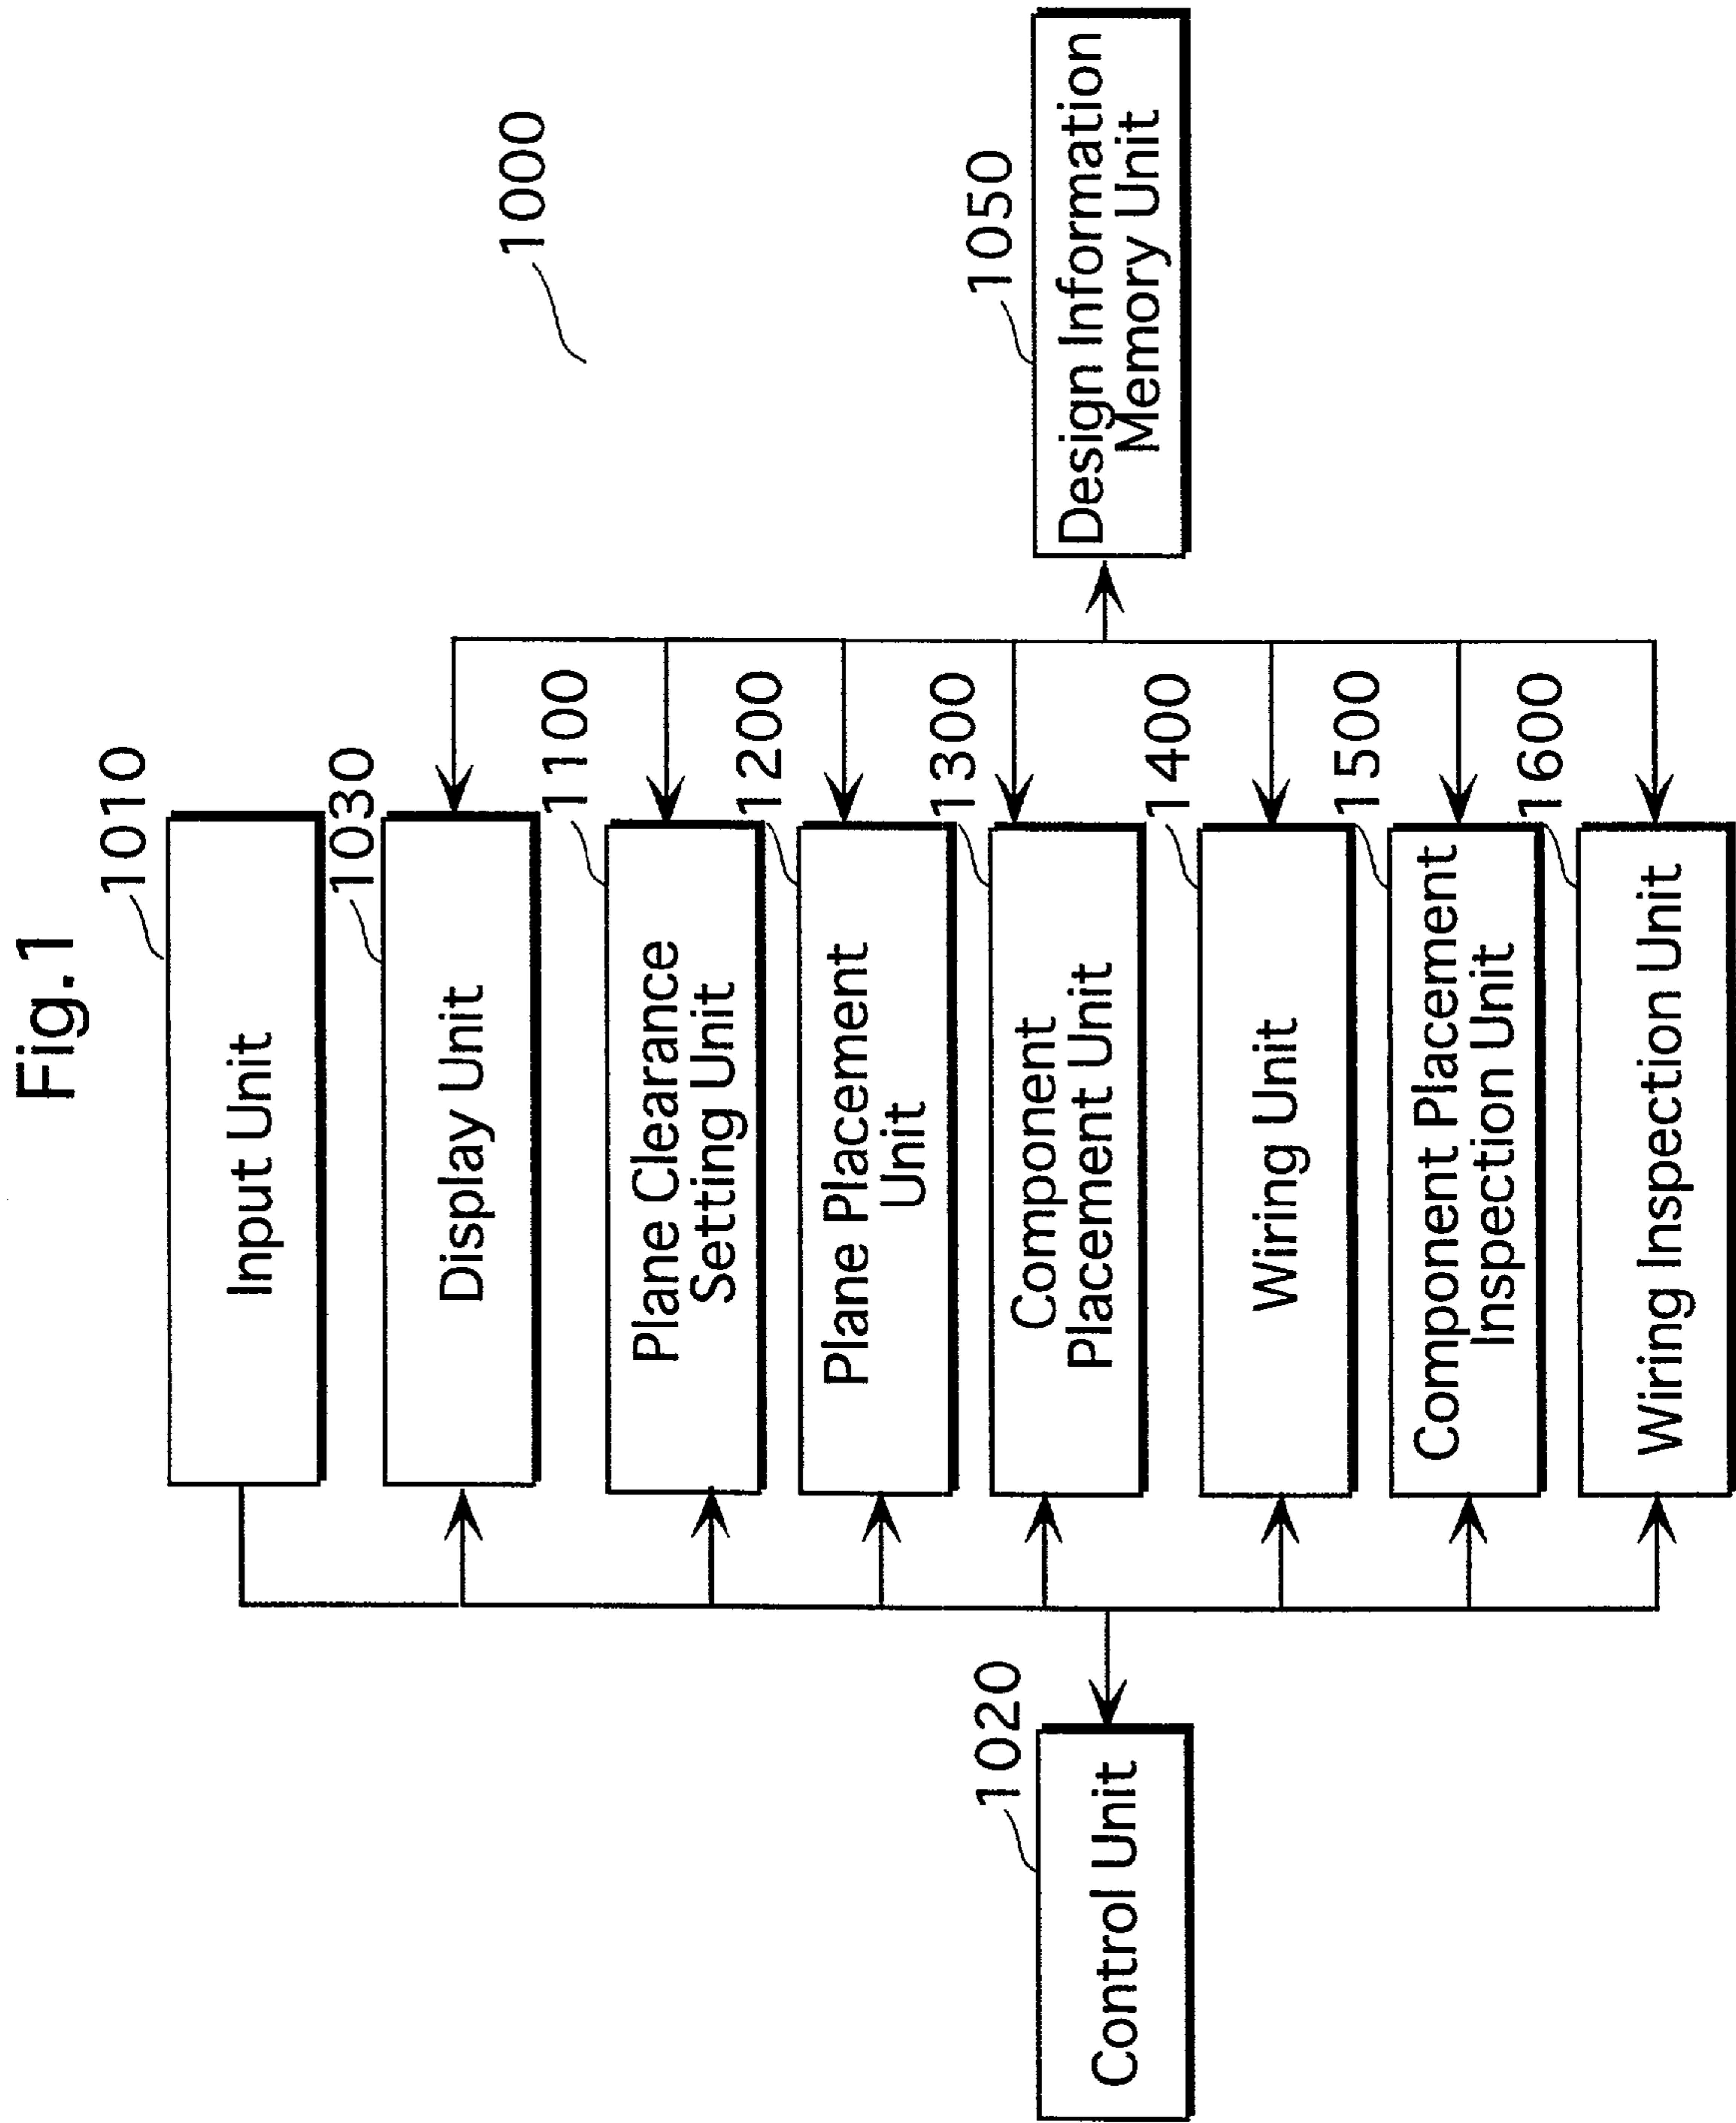 Fig.1
1000
1010
Input Unit
1030
Display Unit
1100
Plane Clearance
Setting Unit
1200
Plane Placement
Unit
1300
Component
Placement Unit
1400
Wiring Unit
1500
Component Placement
Inspection Unit
1600
Wiring Inspection Unit
1020
Control Unit
1050
Design Information
Memory Unit